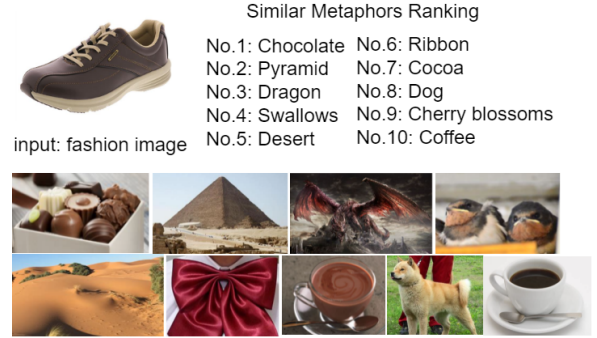 Similar Metaphors Ranking
No.1: Chocolate
No.2: Pyramid
No.3: Dragon
No.4: Swallows
No.5: Desert
No.6: Ribbon
No.7: Cocoa
No.8: Dog
No.9: Cherry blossoms
No.10: Coffee
input: fashion image